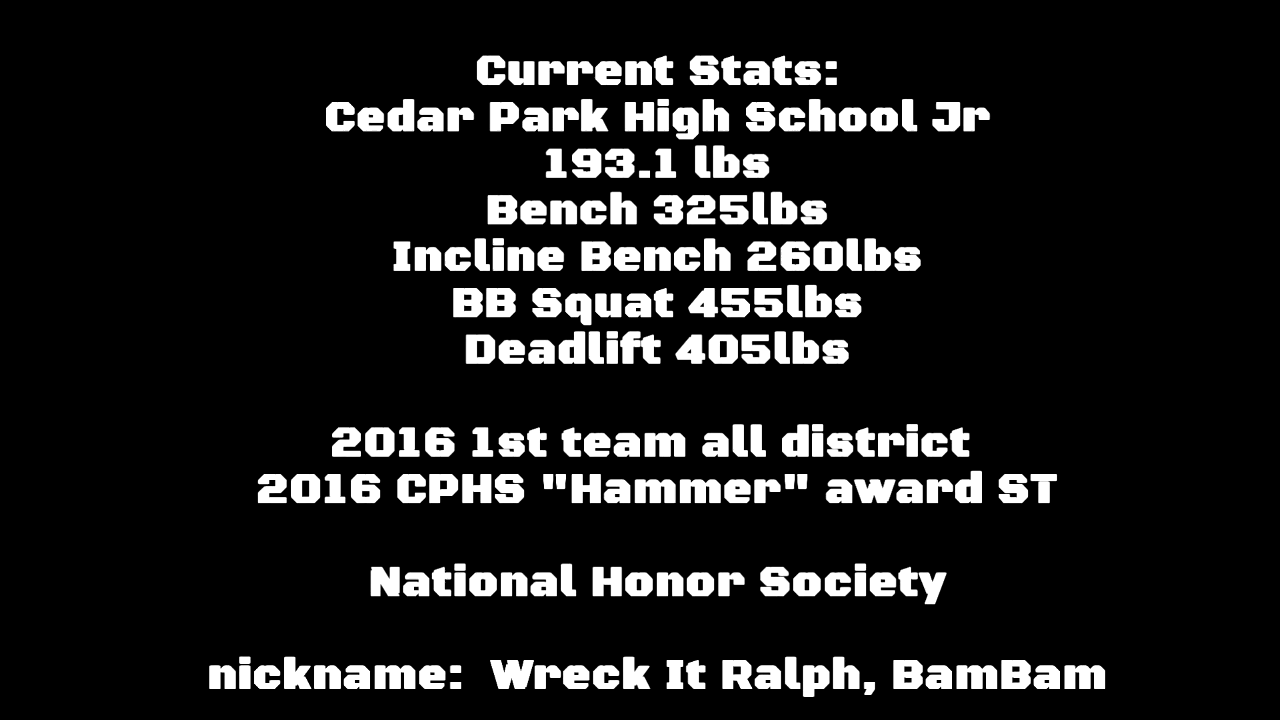 Current Stats:
Cedar Park High School Jr
193.1 lbs
Bench 325lbs
Incline Bench 260lbs
BB Squat 455lbs
Deadlift 405lbs
2016 1st team all district
2016 CPHS "Hammer" award ST
National Honor Society
nickname:  Wreck It Ralph, BamBam